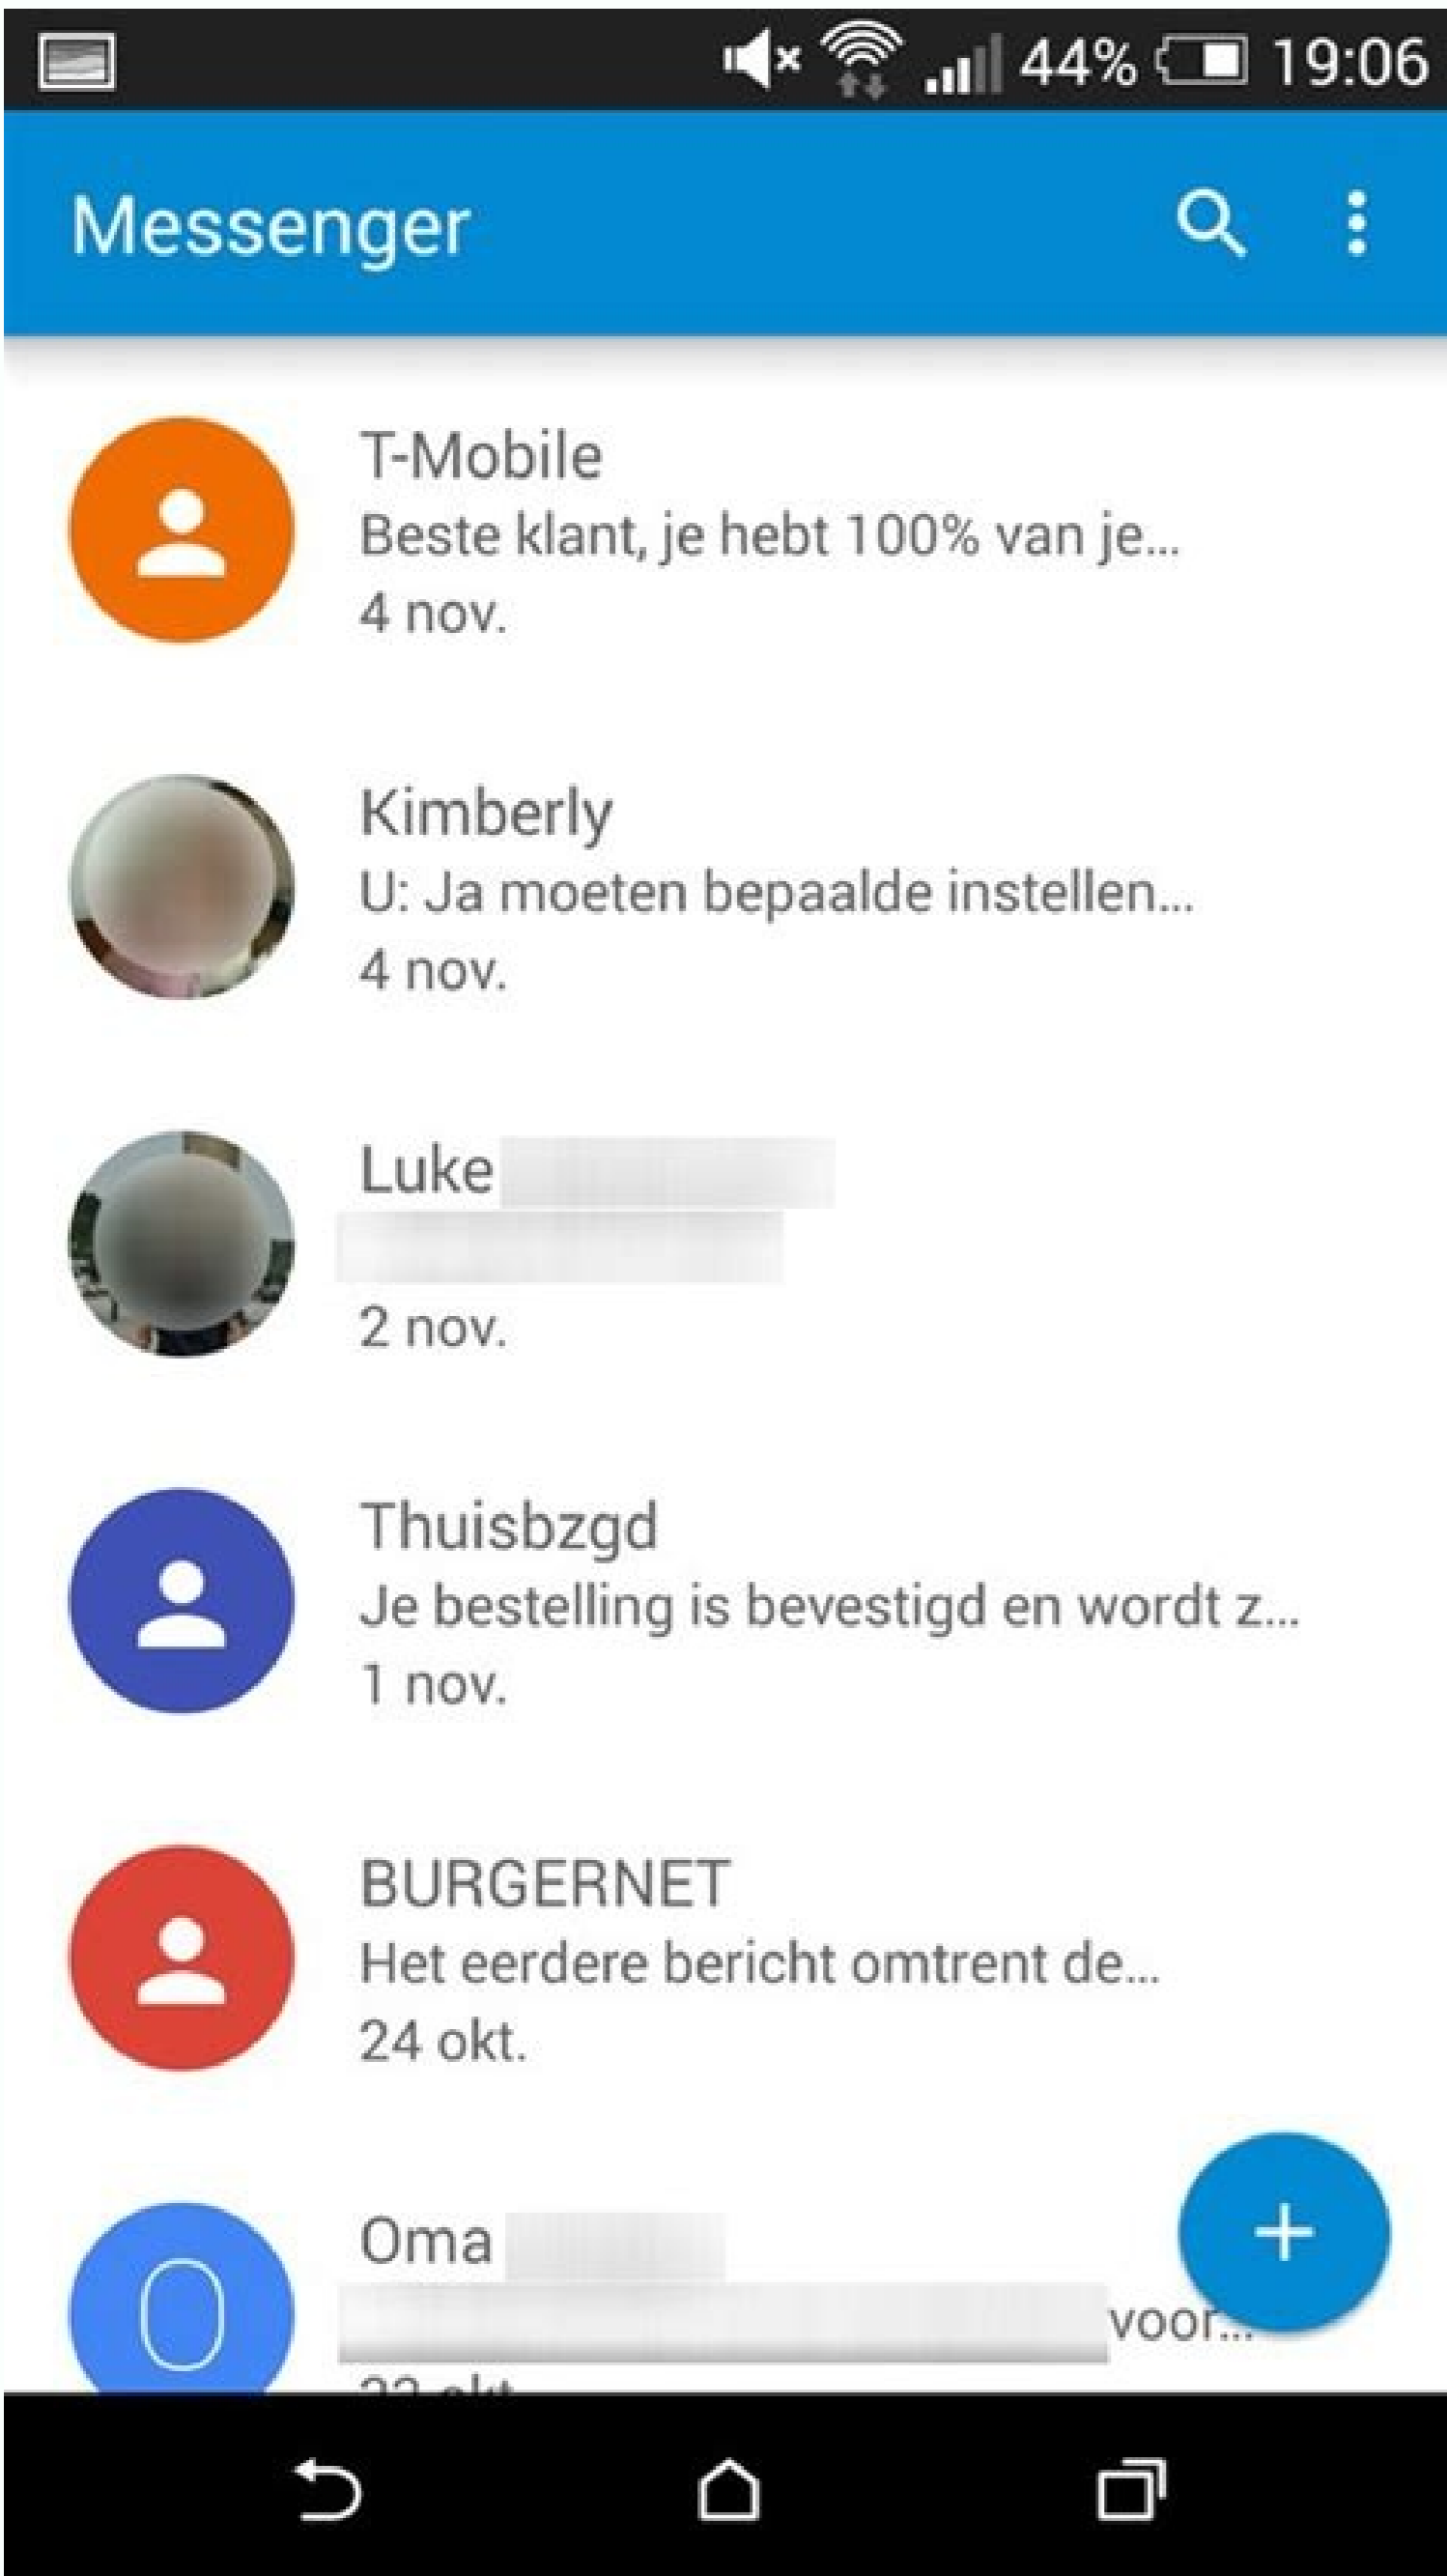 44% 19:06
Messenger
T-Mobile
Beste klant, je hebt 100% van je...
4 nov.
Kimberly
U: Ja moeten bepaalde instellen...
4 nov.
Luke
2 nov.
Thuisbzgd
Je bestelling is bevestigd en wordt z...
1 nov.
BURGERNET
Het eerdere bericht omtrent de...
24 okt.
O
Oma
voor...
okt.